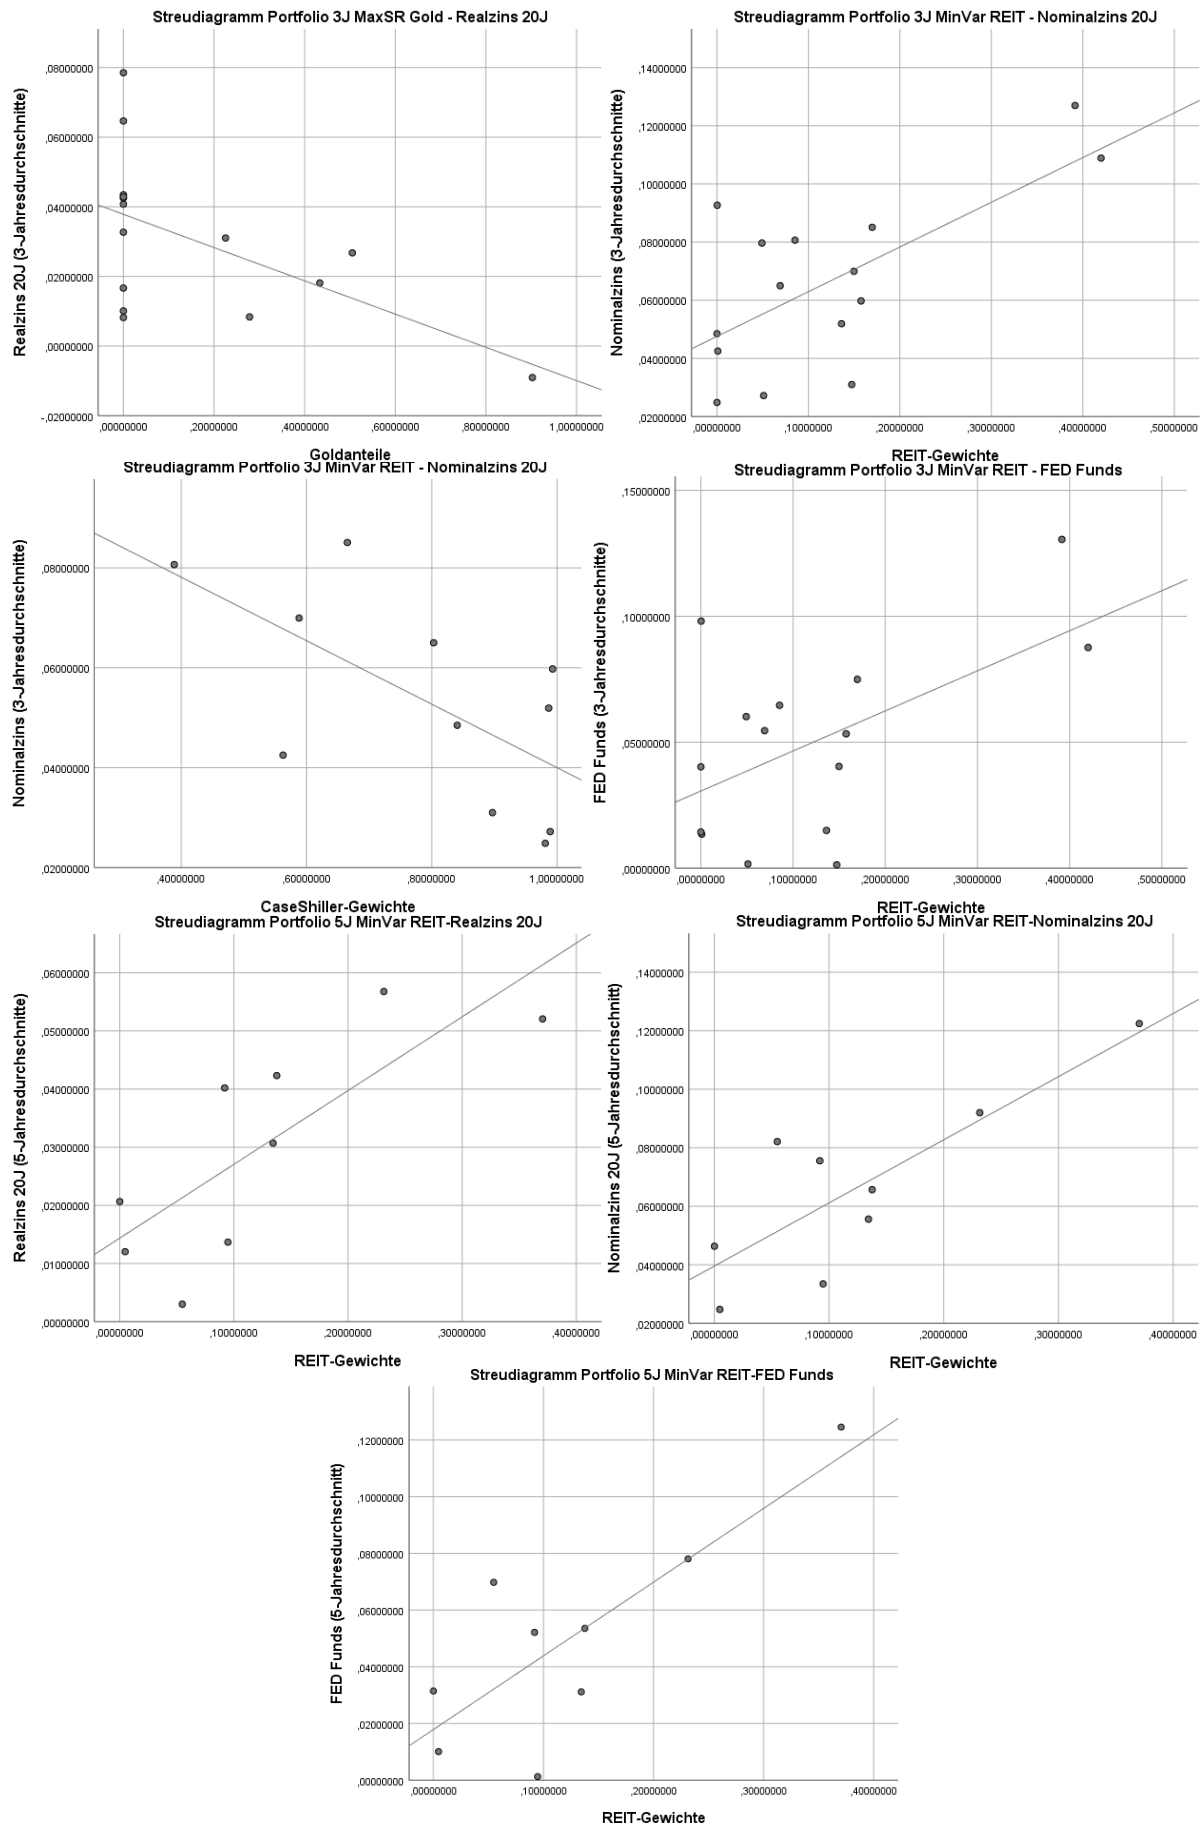 Streudiagramm Portfolio 3J MaxSR Gold - Realzins 20J
Realzins 20J (3-Jahresdurchschnitte)
,08000000
,06000000
,04000000
,02000000
,00000000
-,02000000
,00000000 ,20000000 ,40000000 ,60000000 ,80000000 1,00000000
Goldanteile
Streudiagramm Portfolio 3J MinVar REIT - Nominalzins 20J
Nominalzins (3-Jahresdurchschnitte)
,14000000
,12000000
,10000000
,08000000
,06000000
,04000000
,02000000
,00000000 ,10000000 ,20000000 ,30000000 ,40000000 ,50000000
REIT-Gewichte
Streudiagramm Portfolio 3J MinVar REIT - Nominalzins 20J
Nominalzins (3-Jahresdurchschnitte)
,08000000
,06000000
,04000000
,02000000
,40000000 ,60000000 ,80000000 1,00000000
CaseShiller-Gewichte
Streudiagramm Portfolio 3J MinVar REIT - FED Funds
FED Funds (3-Jahresdurchschnitte)
,15000000
,10000000
,05000000
,00000000
,00000000 ,10000000 ,20000000 ,30000000 ,40000000 ,50000000
REIT-Gewichte
Streudiagramm Portfolio 5J MinVar REIT-Realzins 20J
Realzins 20J (5-Jahresdurchschnitte)
,06000000
,05000000
,04000000
,03000000
,02000000
,01000000
,00000000
,00000000 ,10000000 ,20000000 ,30000000 ,40000000
REIT-Gewichte
Streudiagramm Portfolio 5J MinVar REIT-Nominalzins 20J
Nominalzins 20J (5-Jahresdurchschnitt)
,14000000
,12000000
,10000000
,08000000
,06000000
,04000000
,02000000
,00000000 ,10000000 ,20000000 ,30000000 ,40000000
REIT-Gewichte
Streudiagramm Portfolio 5J MinVar REIT-FED Funds
FED Funds (5-Jahresdurchschnitt)
,12000000
,10000000
,08000000
,06000000
,04000000
,02000000
,00000000
,00000000 ,10000000 ,20000000 ,30000000 ,40000000
REIT-Gewichte